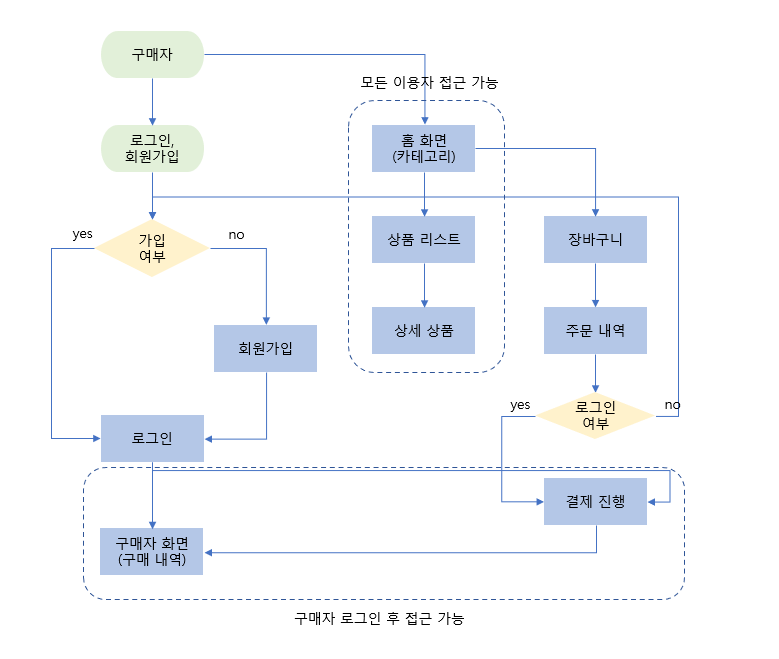 구매자
모든 이용자 접근 가능
로그인,
회원가입
홈 화면
(카테고리)
yes
가입
여부
no
상품 리스트
장바구니
회원가입
상세 상품
주문 내역
로그인
yes
로그인
여부
no
결제 진행
구매자 화면
(구매 내역)
구매자 로그인 후 접근 가능